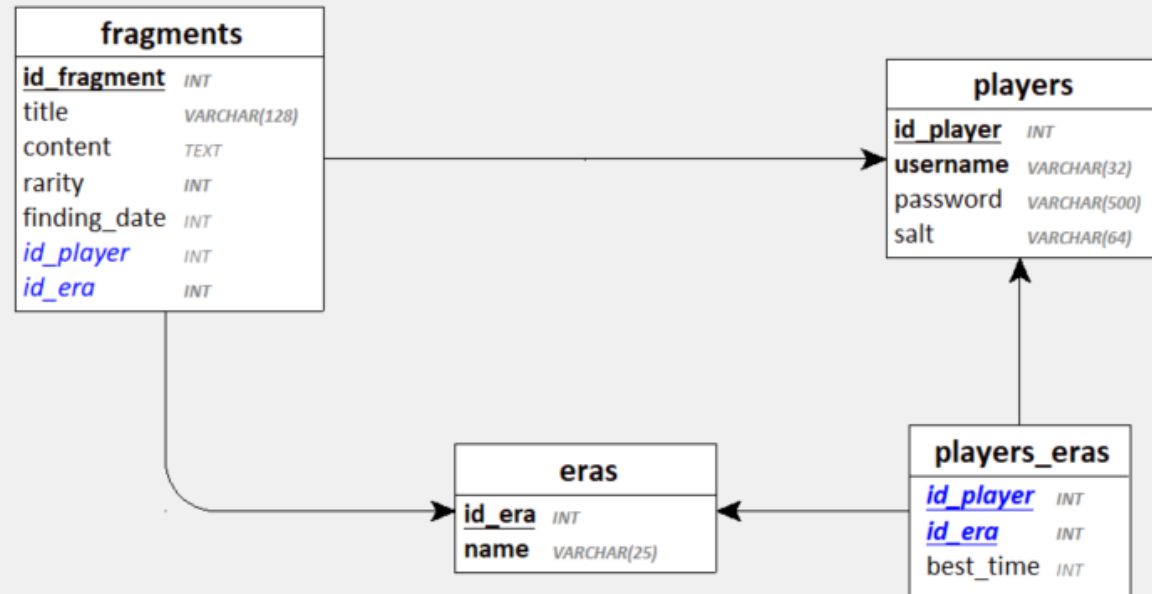 fragments
id_fragment INT
title VARCHAR(128)
content TEXT
rarity INT
finding_date INT
id_player INT
id_era INT
players
id_player INT
username VARCHAR(32)
password VARCHAR(500)
salt VARCHAR(64)
eras
id_era INT
name VARCHAR(25)
players_eras
id_player INT
id_era INT
best_time INT